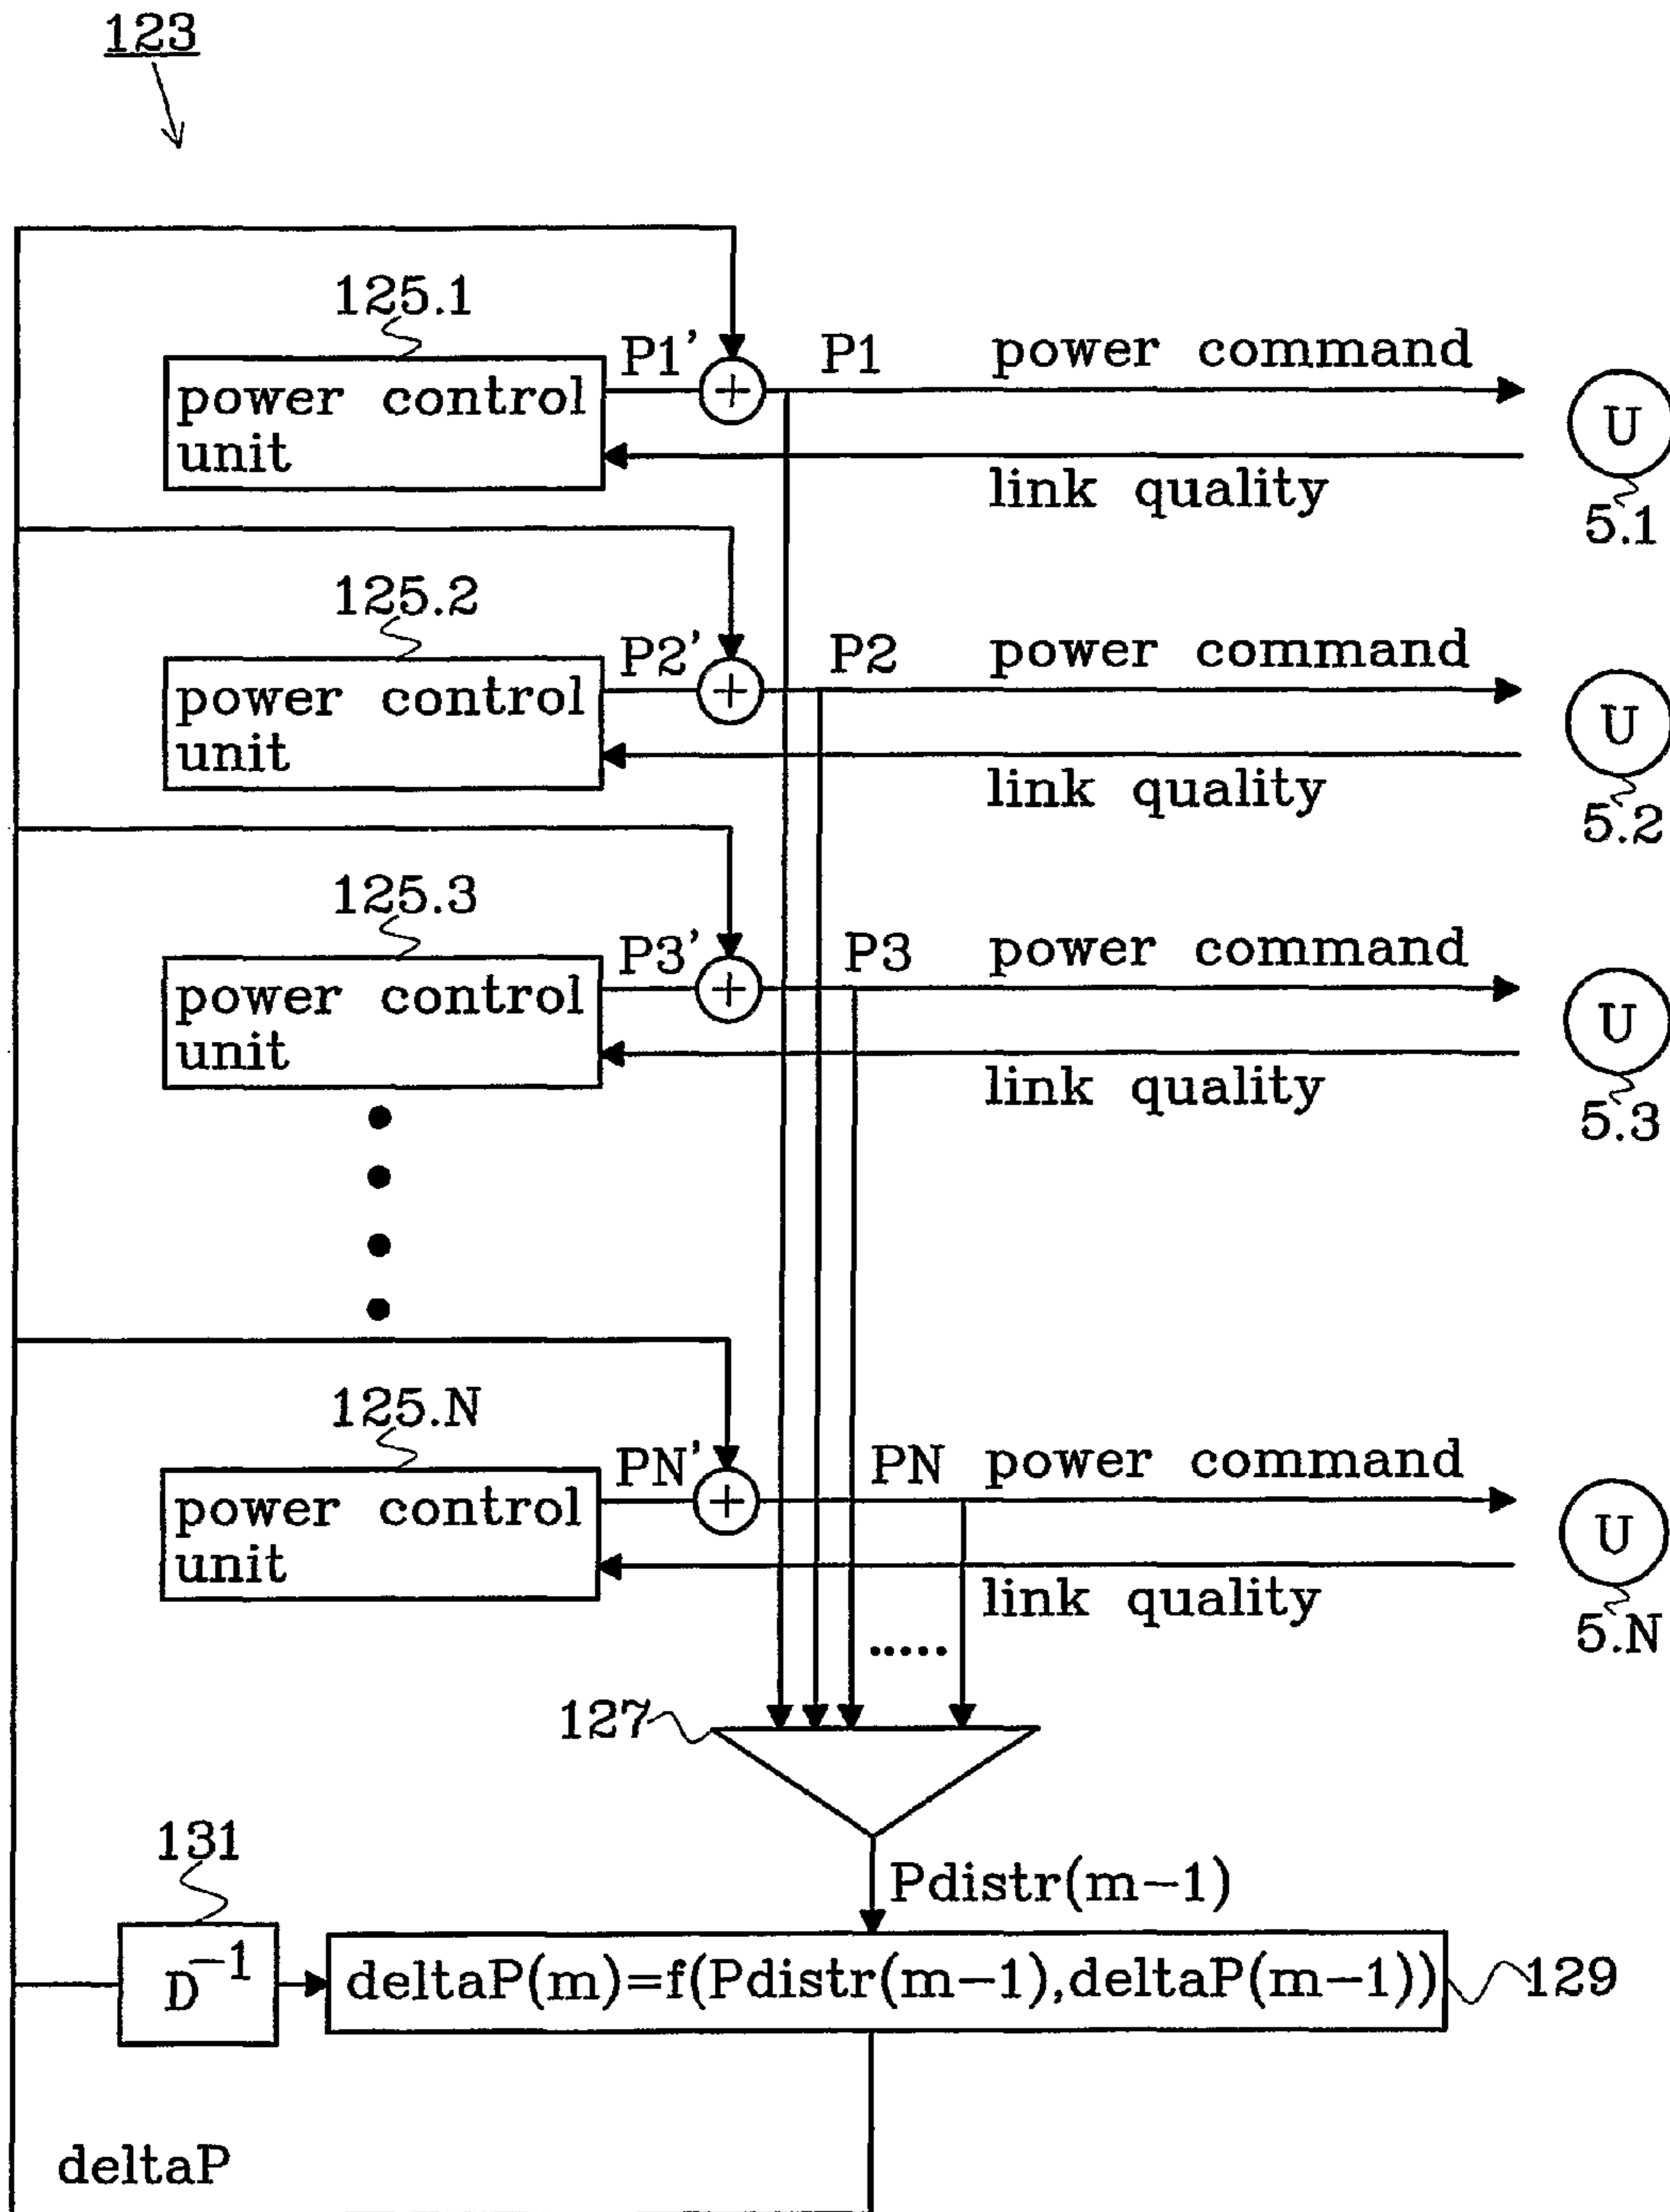 123
125.1
P1' + P1 power command
power control
unit
U
link quality
5.1
125.2
P2' + P2 power command
power control
unit
U
link quality
5.2
125.3
P3' + P3 power command
power control
unit
U
link quality
5.3
125.N
PN' + PN power command
power control
unit
U
link quality
5.N
.....
127
131
Pdistr(m-1)
D-1
deltaP(m)=f(Pdistr(m-1),deltaP(m-1))
129
deltaP